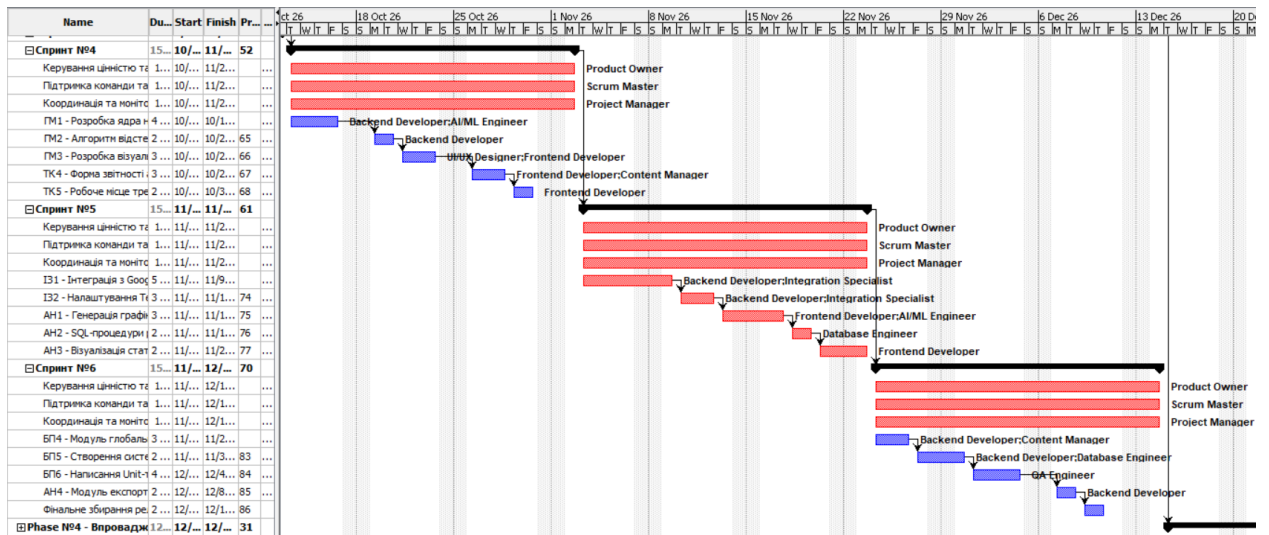 Name Du... Start Finish Pr... ... ct 26 18 Oct 26 25 Oct 26 1 Nov 26 8 Nov 26 15 Nov 26 22 Nov 26 29 Nov 26 6 Dec 26 13 Dec 26 20 D
T W T F S S M T W T F S S M T W T F S S M T W T F S S M T W T F S S M T W T F S S M T W T F S S M T W T F S S M T W T F S S M T W T F S S M
Спринт №4 15... 10/... 11/... 52
Керування цінністю та 1... 10/... 11/2... ... Product Owner
Підтримка команди та 1... 10/... 11/2... ... Scrum Master
Координація та моніто 1... 10/... 11/2... ... Project Manager
ГМ1 - Розробка ядра н 4 ... 10/... 10/1... ... Backend Developer;AI/ML Engineer
ГМ2 - Алгоритм відсте 2 ... 10/... 10/2... 65 ... Backend Developer
ГМ3 - Розробка візуал 3 ... 10/... 10/2... 66 ... UI/UX Designer;Frontend Developer
ТК4 - Форма звітності 3 ... 10/... 10/2... 67 ... Frontend Developer;Content Manager
ТК5 - Робоче місце тре 2 ... 10/... 10/3... 68 ... Frontend Developer
Спринт №5 15... 11/... 11/... 61
Керування цінністю та 1... 11/... 11/2... ... Product Owner
Підтримка команди та 1... 11/... 11/2... ... Scrum Master
Координація та моніто 1... 11/... 11/2... ... Project Manager
ІЗ1 - Інтеграція з Goog 5 ... 11/... 11/9... ... Backend Developer;Integration Specialist
ІЗ2 - Налаштування Te 3 ... 11/... 11/1... 74 ... Backend Developer;Integration Specialist
АН1 - Генерація графік 3 ... 11/... 11/1... 75 ... Frontend Developer;AI/ML Engineer
АН2 - SQL-процедури 2 ... 11/... 11/1... 76 ... Database Engineer
АН3 - Візуалізація стат 2 ... 11/... 11/2... 77 ... Frontend Developer
Спринт №6 15... 11/... 12/... 70
Керування цінністю та 1... 11/... 12/1... ... Product Owner
Підтримка команди та 1... 11/... 12/1... ... Scrum Master
Координація та моніто 1... 11/... 12/1... ... Project Manager
БП4 - Модуль глобаль 3 ... 11/... 11/2... ... Backend Developer;Content Manager
БП5 - Створення систе 2 ... 11/... 11/3... 83 ... Backend Developer;Database Engineer
БП6 - Написання Unit-т 4 ... 12/... 12/4... 84 ... QA Engineer
АН4 - Модуль експорт 2 ... 12/... 12/8... 85 ... Backend Developer
Фінальне збирання ре 2 ... 12/... 12/1... 86 ...
Phase №4 - Впровадж 12... 12/... 12/... 31